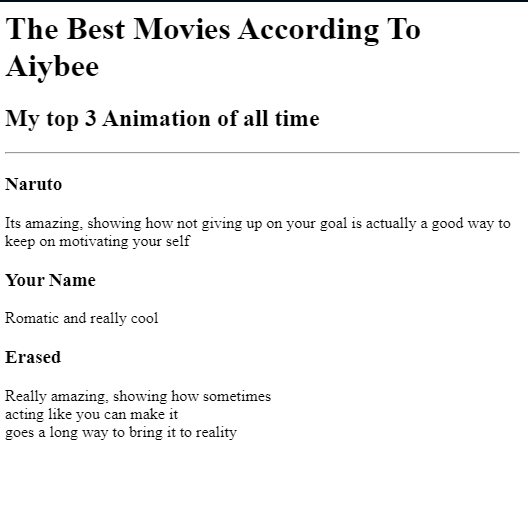 The Best Movies According To
Aiybee
My top 3 Animation of all time
Naruto
Its amazing, showing how not giving up on your goal is actually a good way to
keep on motivating your self
Your Name
Romatic and really cool
Erased
Really amazing, showing how sometimes
acting like you can make it
goes a long way to bring it to reality